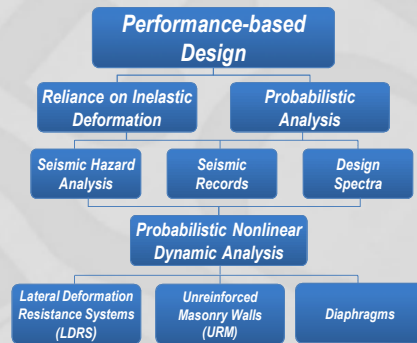 Performance-based
Design
Reliance on Inelastic
Deformation
Probabilistic
Analysis
Seismic Hazard
Analysis
Seismic
Records
Design
Spectra
Probabilistic Nonlinear
Dynamic Analysis
Lateral Deformation
Resistance Systems
(LDRS)
Unreinforced
Masonry Walls
(URM)
Diaphragms